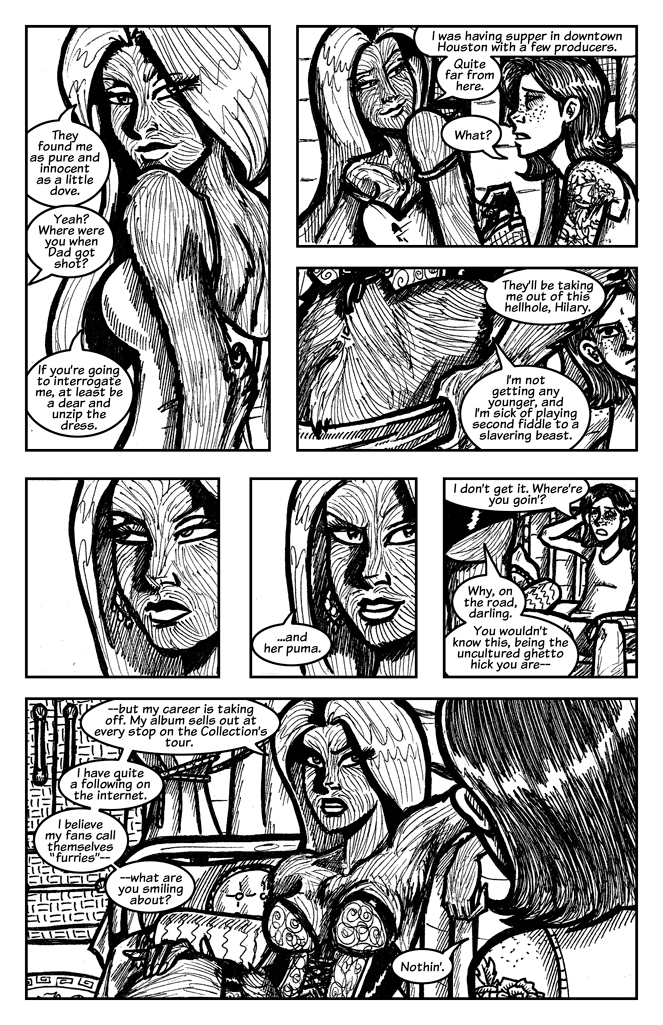 They
found me
as pure and
innocent
as a little
dove.
Yeah?
Where were
you when
Dad got
shot?
If you're going
to interrogate
me, at least be
a dear and
unzip the
dress.
I was having supper in downtown
Houston with a few producers.
Quite
far from
here.
What?
They'll be taking
me out of this
hellhole, Hilary.
I'm not
getting any
younger, and
I'm sick of playing
second fiddle to a
slavering beast.
...and
her puma.
I don't get it. Where're
you goin'?
Why, on
the road,
darling.
You wouldn't
know this, being the
uncultured ghetto
hick you are--
--but my career is taking
off. My album sells out at
every stop on the Collection's
tour.
I have quite
a following on
the internet.
I believe
my fans call
themselves
"furries"--
--what are
you smiling
about?
Nothin'.